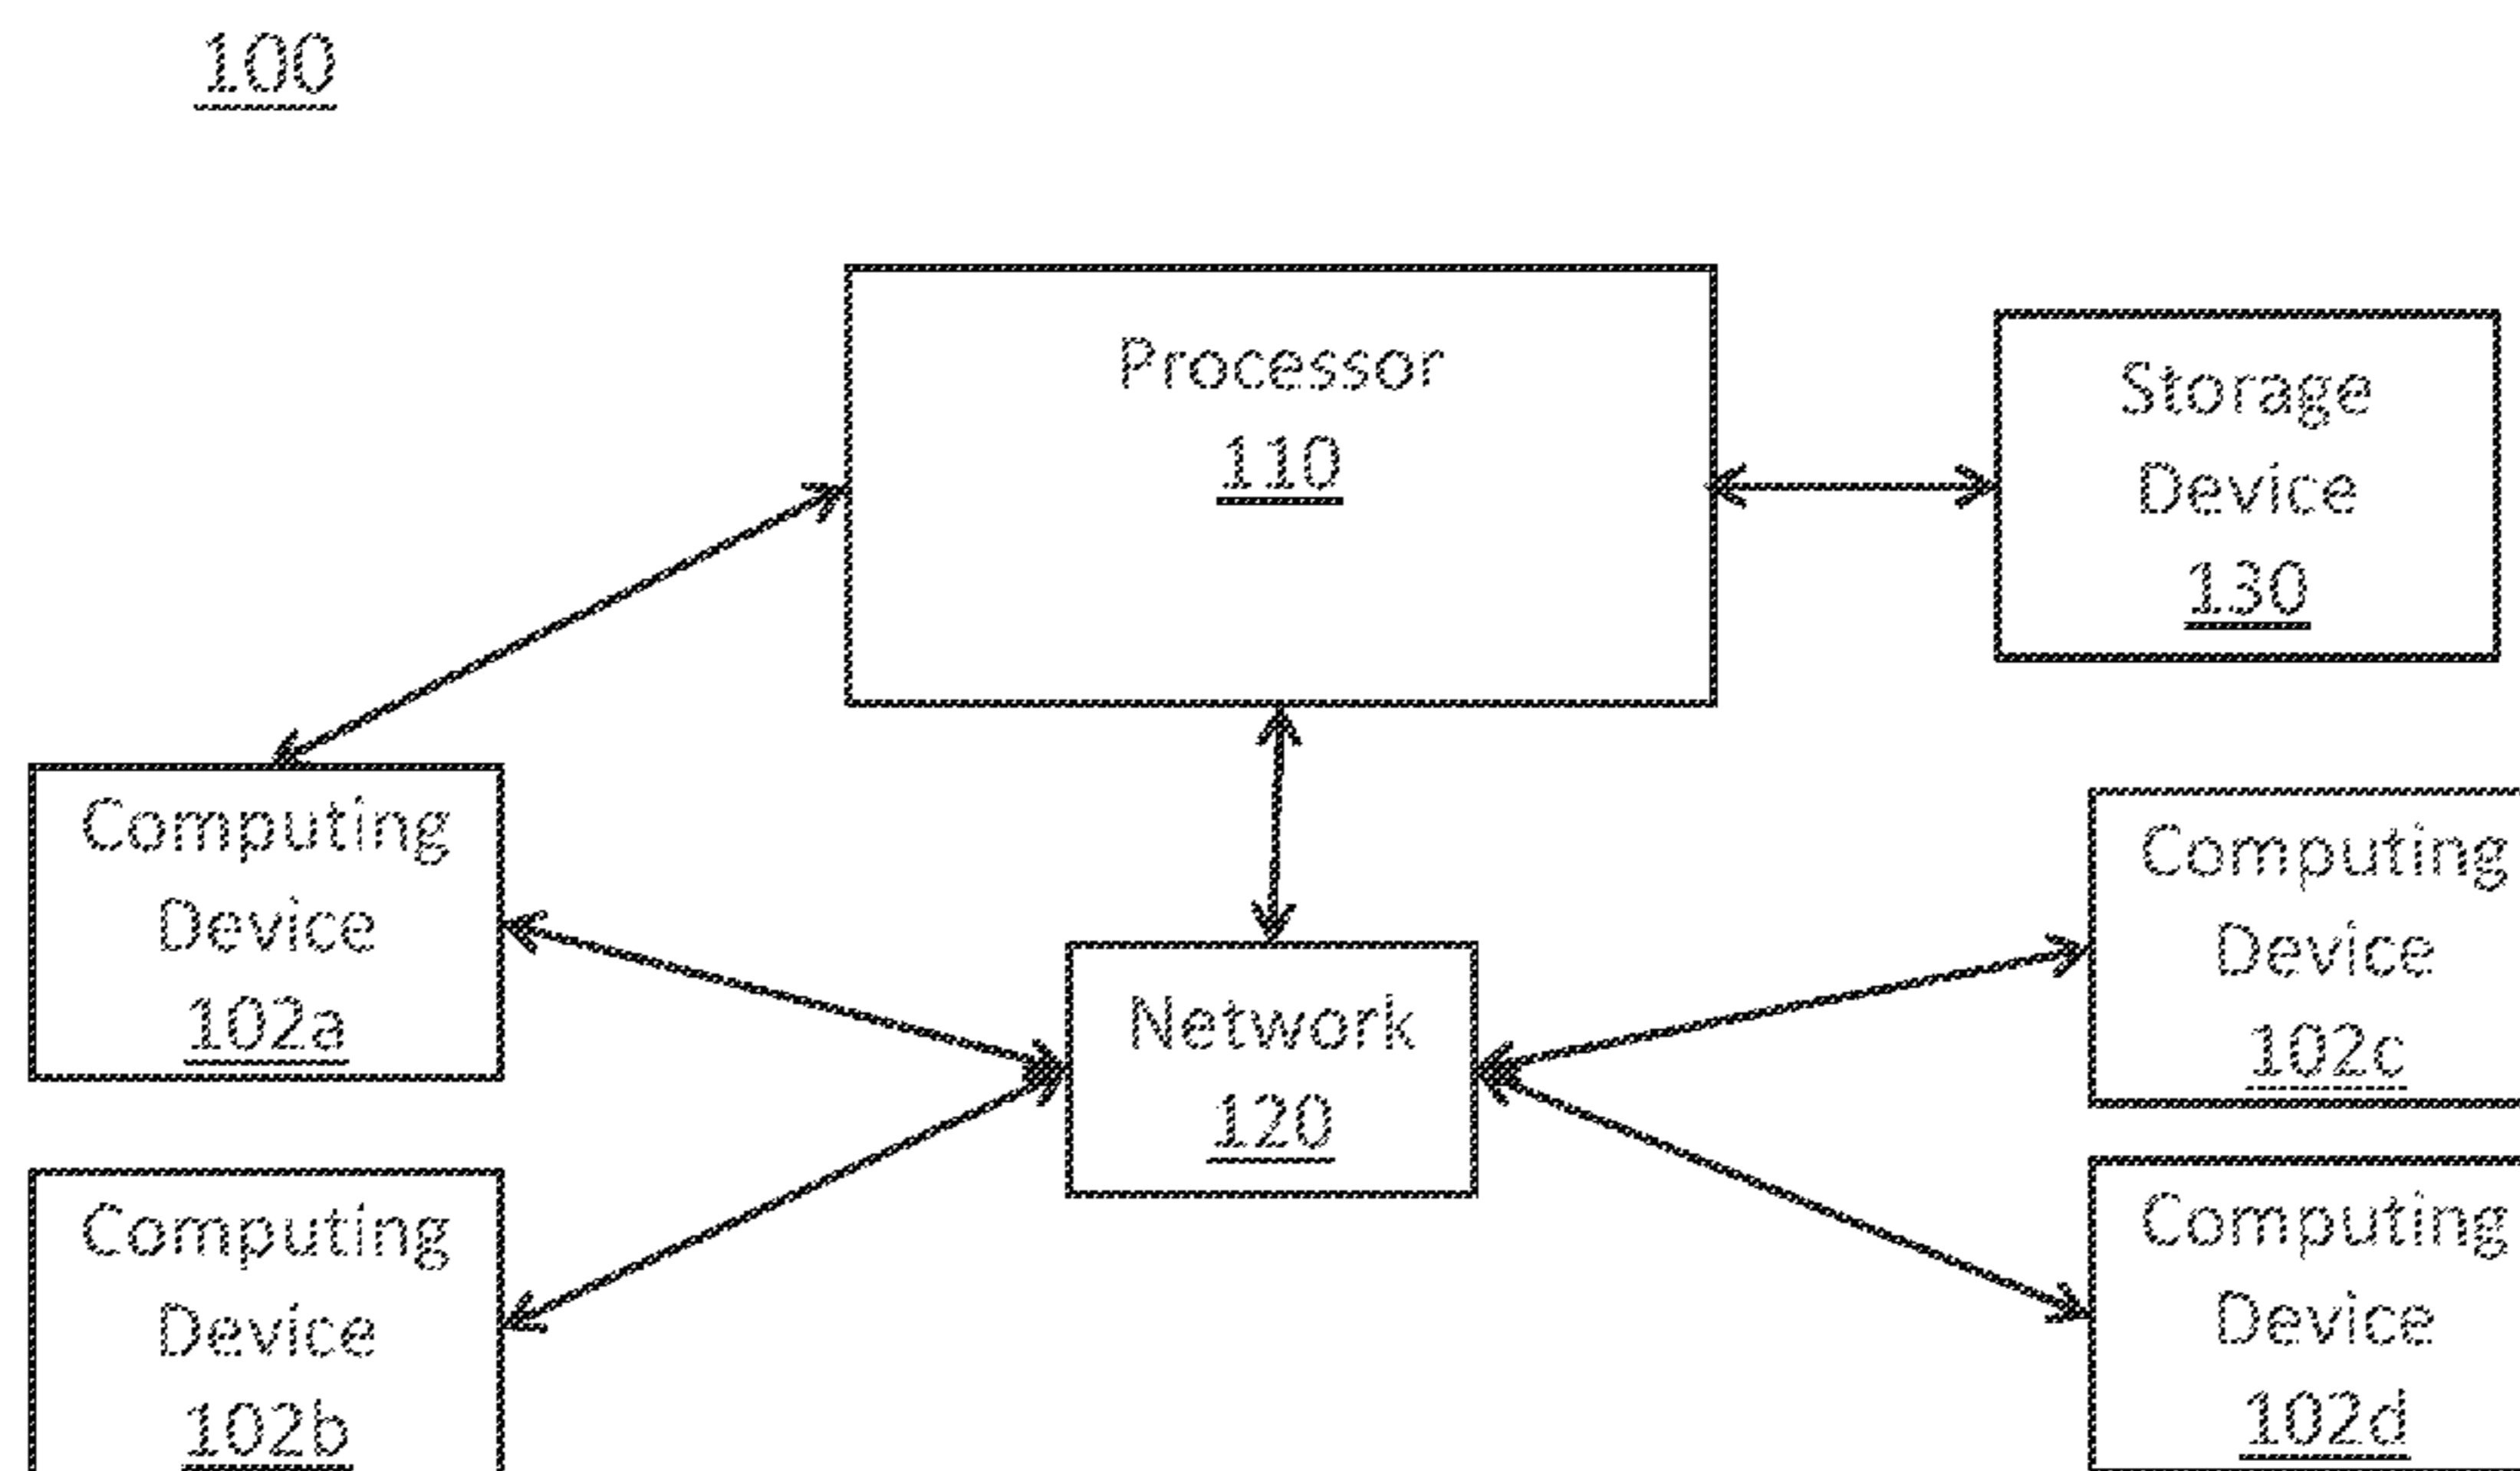 100
Processor
110
Storage
Device
130
Computing
Device
102a
Network
120
Computing
Device
102c
Computing
Device
102b
Computing
Device
102d